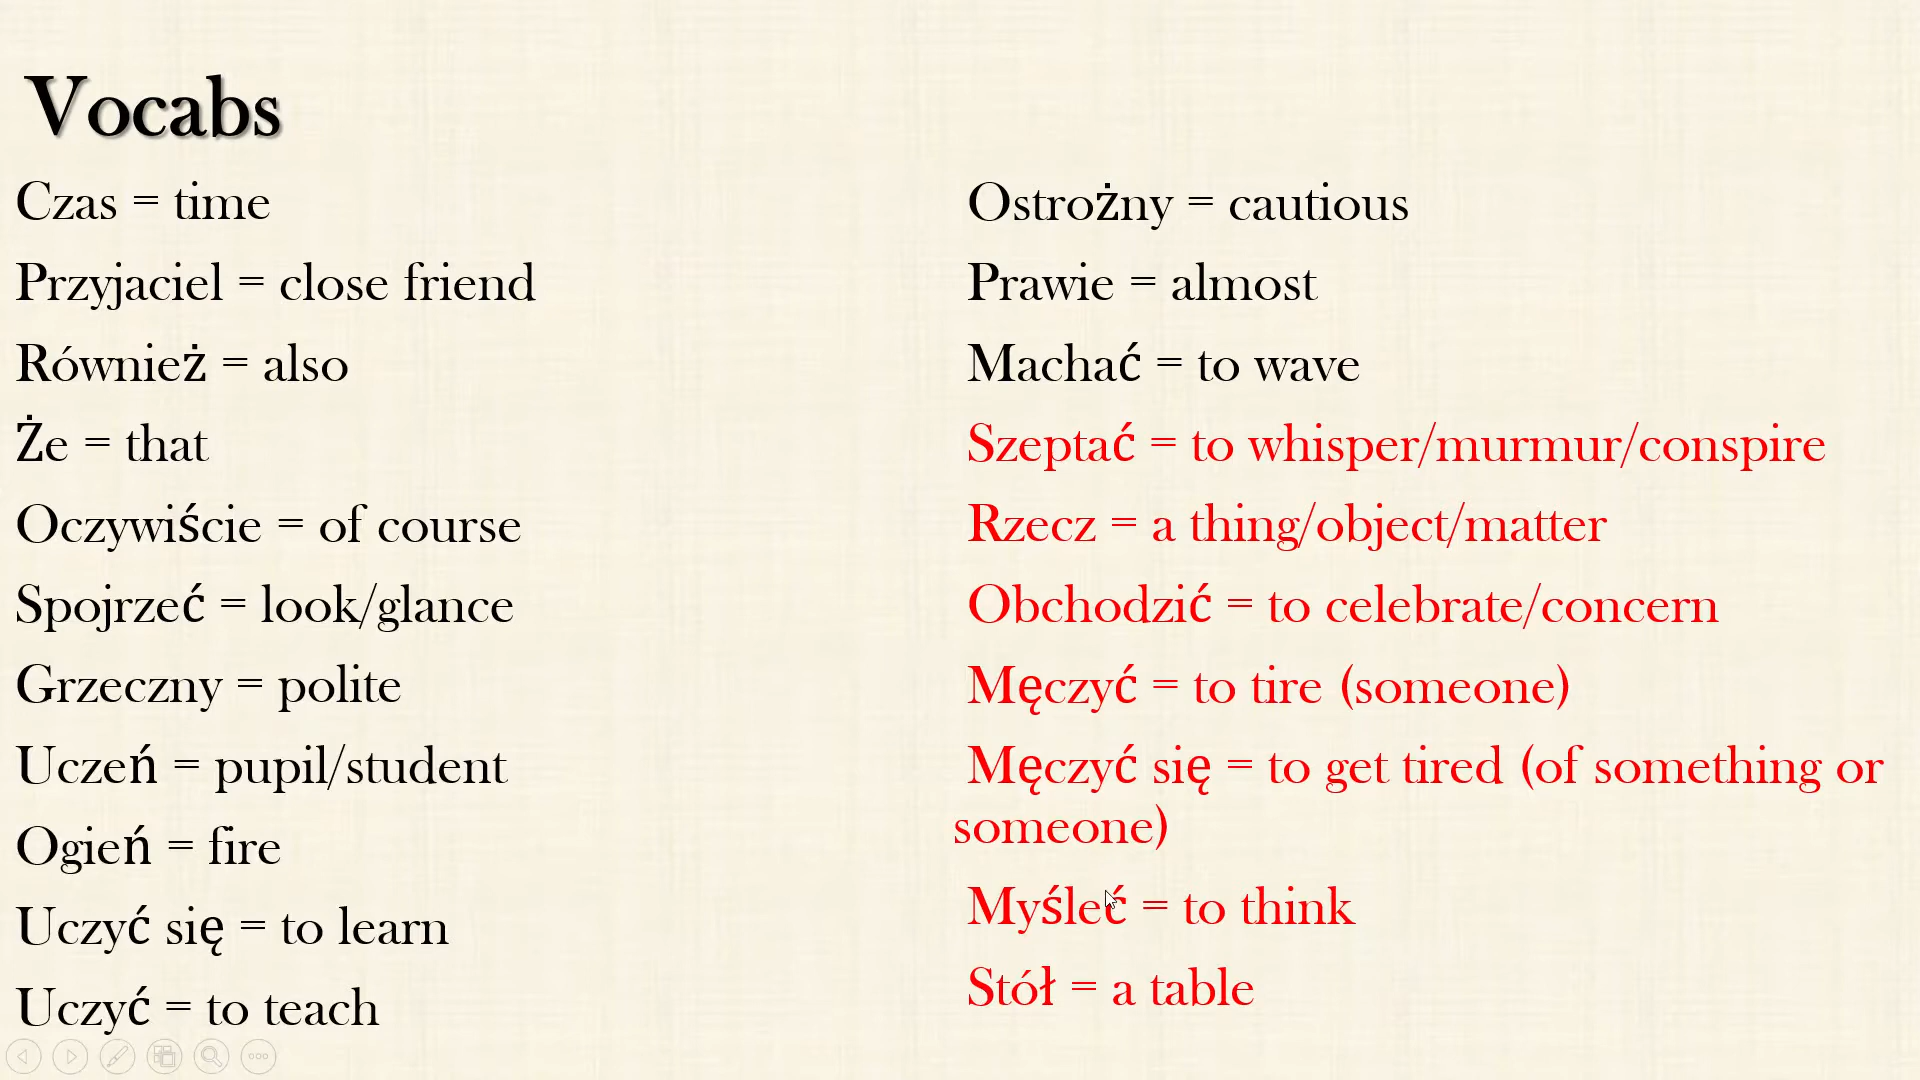 Vocabs
Czas = time
Przyjaciel = close friend
Również = also
Że = that
Oczywiście = of course
Spojrzeć = look/glance
Grzeczny = polite
Uczeń = pupil/student
Ogień = fire
Uczyć się = to learn
Uczyć = to teach
Ostrożny = cautious
Prawie = almost
Machać = to wave
Szeptać = to whisper/murmur/conspire
Rzecz = a thing/object/matter
Obchodzić = to celebrate/concern
Męczyć = to tire (someone)
Męczyć się = to get tired (of something or
someone)
Myśleć = to think
Stół = a table